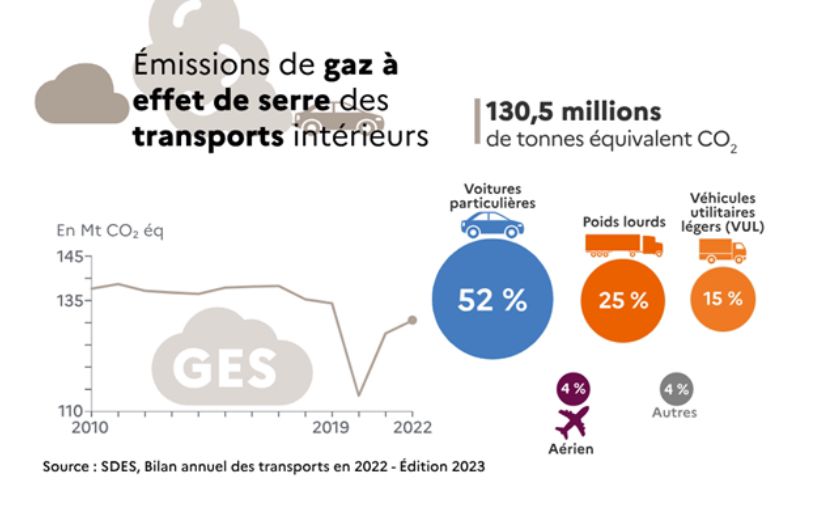 Émissions de gaz à
effet de serre des
transports intérieurs
130,5 millions
de tonnes équivalent CO₂
En Mt CO₂ éq
145
135
110
2010
2019
2022
GES
Voitures
particulières
52 %
Poids lourds
25 %
Véhicules
utilitaires
légers (VUL)
15 %
4 %
Aérien
4 %
Autres
Source : SDES, Bilan annuel des transports en 2022 - Édition 2023